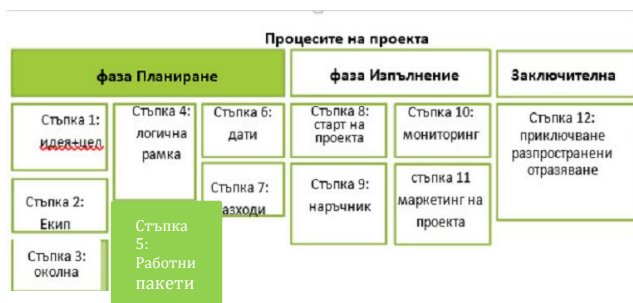 Процесите на проекта
фаза Планиране
фаза Изпълнение
Заключителна
Стъпка 1:
идея+цел
Стъпка 2:
Екип
Стъпка 3:
околна
Стъпка 4:
логична
рамка
Стъпка
5:
Работни
пакети
Стъпка 6:
дати
Стъпка 7:
азходи
Стъпка 8:
старт на
проекта
Стъпка 9:
наръчник
Стъпка 10:
мониторинг
стъпка 11
маркетинг на
проекта
Стъпка 12:
приключване
разпространени
отразяване